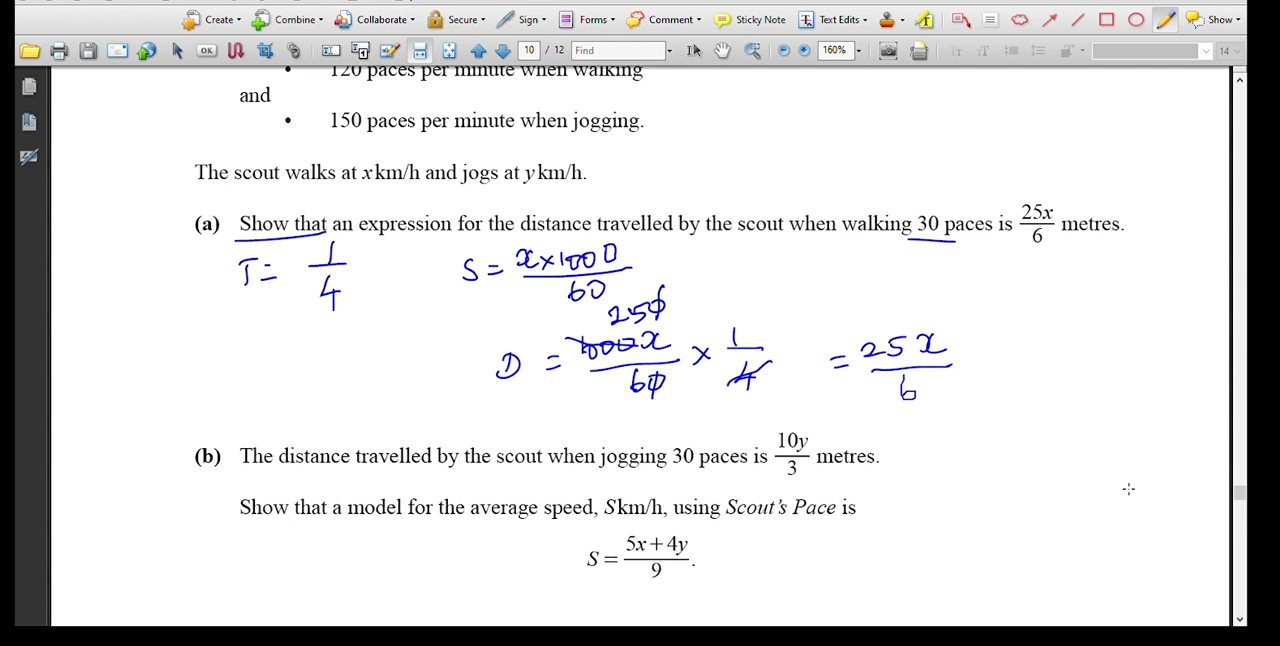 Create Combine Collaborate Secure Sign Forms Comment Sticky Note Text Edits Show
OK 10 / 12 Find 160% Tr T 14
• 120 paces per minute when walking
and
• 150 paces per minute when jogging.
The scout walks at x km/h and jogs at y km/h.
(a) Show that an expression for the distance travelled by the scout when walking 30 paces is 25x/6 metres.
T = 1/4 S = x×1000/60
250
D = 1000x/60 × 1/4 = 25x/6
(b) The distance travelled by the scout when jogging 30 paces is 10y/3 metres.
Show that a model for the average speed, S km/h, using Scout's Pace is
S = 5x + 4y/9.